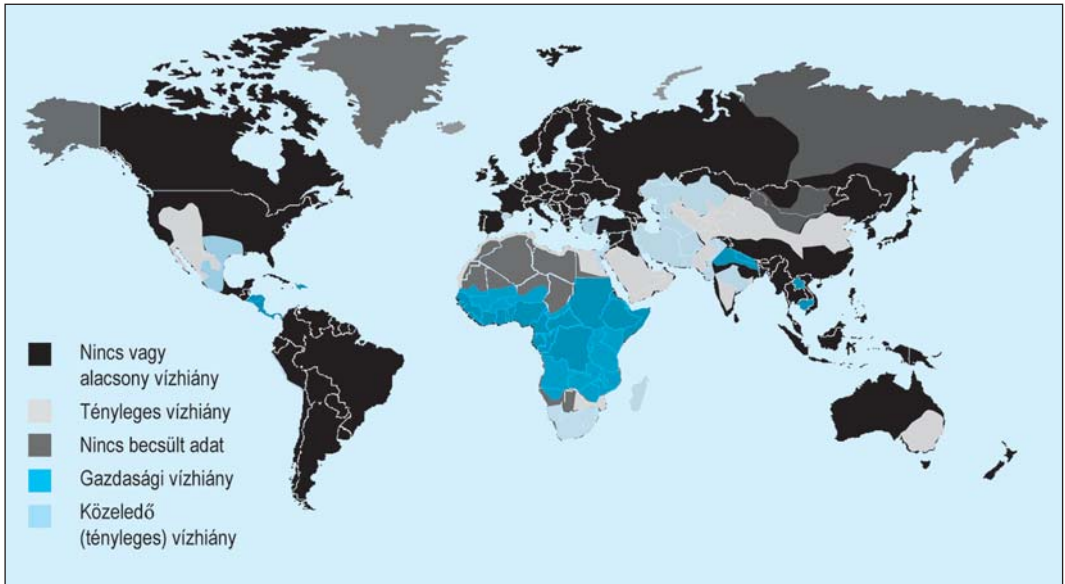 Nincs vagy
alacsony vízhiány
Tényleges vízhiány
Nincs becsült adat
Gazdasági vízhiány
Közeledő
(tényleges) vízhiány